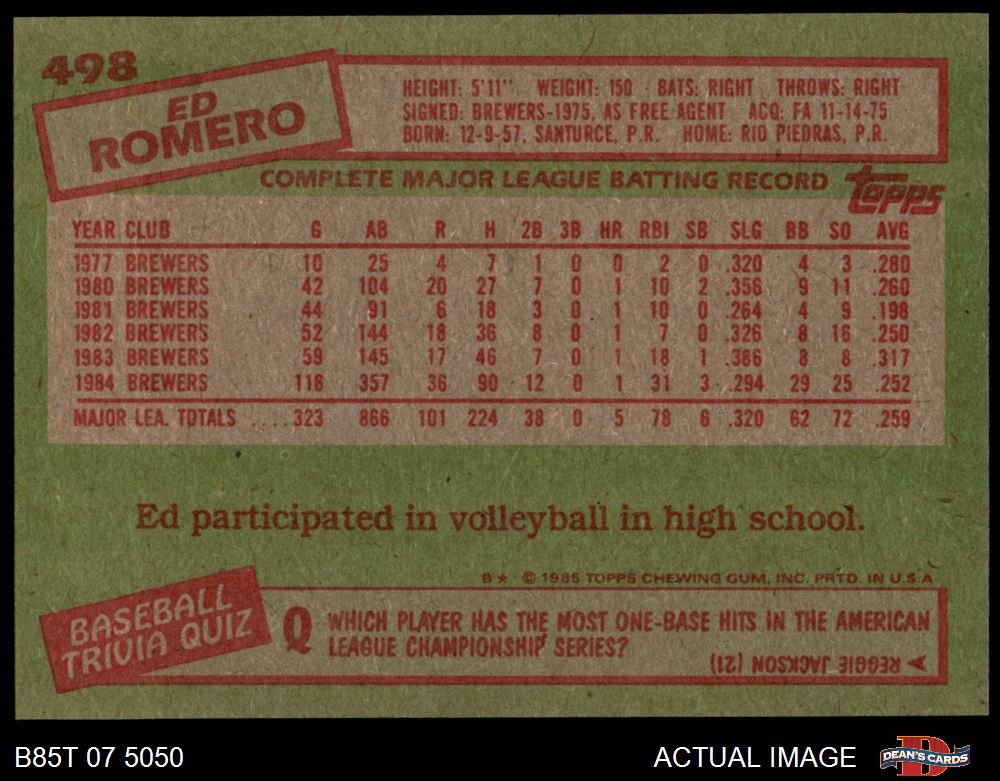 498
ED
ROMERO
HEIGHT: 5'11" WEIGHT: 150 BATS: RIGHT THROWS: RIGHT
SIGNED: BREWERS-1975, AS FREE AGENT ACQ: FA 11-14-75
BORN: 12-9-57, SANTURCE, P.R. HOME: RIO PIEDRAS, P.R.
COMPLETE MAJOR LEAGUE BATTING RECORD
topps
YEAR CLUB G AB R H 2B 3B HR RBI SB SLG BB SO AVG
1977 BREWERS 10 25 4 7 1 0 0 2 0 .320 4 3 .280
1980 BREWERS 42 104 20 27 7 0 1 10 2 .356 9 11 .260
1981 BREWERS 44 91 6 18 3 0 1 10 0 .264 4 9 .198
1982 BREWERS 52 144 18 36 8 0 1 7 0 .326 8 16 .250
1983 BREWERS 59 145 17 46 7 0 1 18 1 .386 8 8 .317
1984 BREWERS 116 357 36 90 12 0 1 31 3 .294 29 25 .252
MAJOR LEA. TOTALS ....323 866 101 224 38 0 5 78 6 .320 62 72 .259
Ed participated in volleyball in high school.
B★ © 1985 TOPPS CHEWING GUM, INC. PRTD. IN U.S.A
BASEBALL
TRIVIA QUIZ
Q WHICH PLAYER HAS THE MOST ONE-BASE HITS IN THE AMERICAN
LEAGUE CHAMPIONSHIP SERIES?
➤ REGGIE JACKSON (21)
B85T 07 5050
ACTUAL IMAGE
DEAN'S CARDS